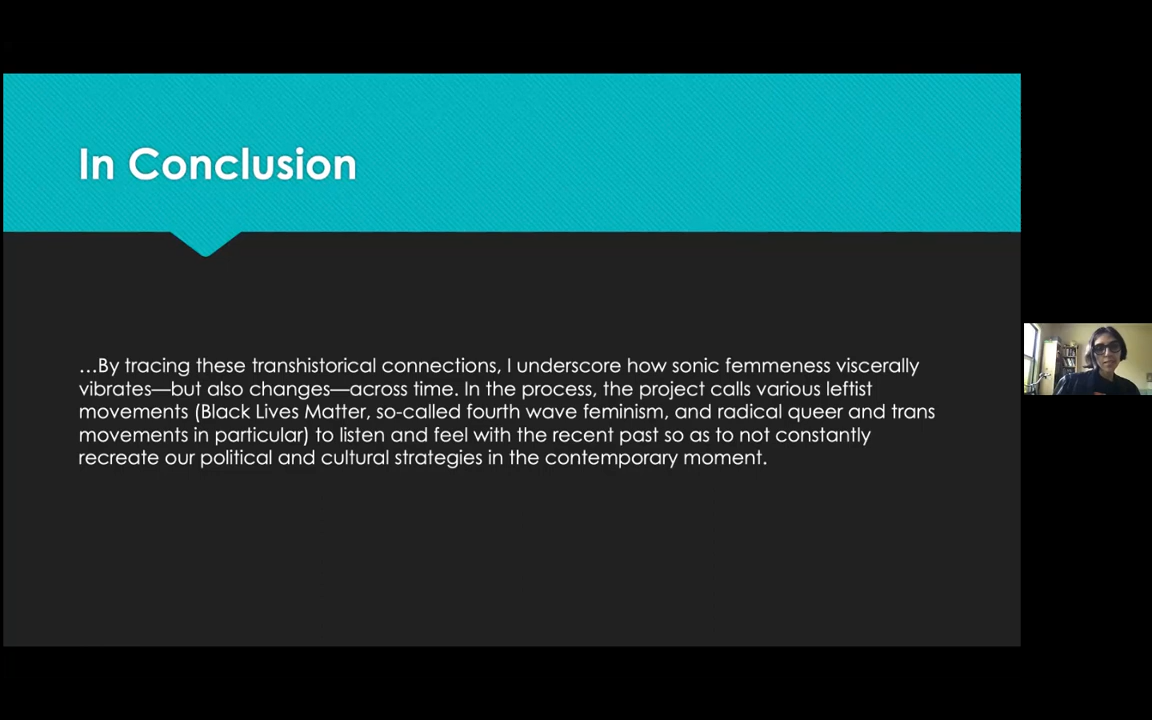 In Conclusion
…By tracing these transhistorical connections, I underscore how sonic femmeness viscerally
vibrates—but also changes—across time. In the process, the project calls various leftist
movements (Black Lives Matter, so-called fourth wave feminism, and radical queer and trans
movements in particular) to listen and feel with the recent past so as to not constantly
recreate our political and cultural strategies in the contemporary moment.